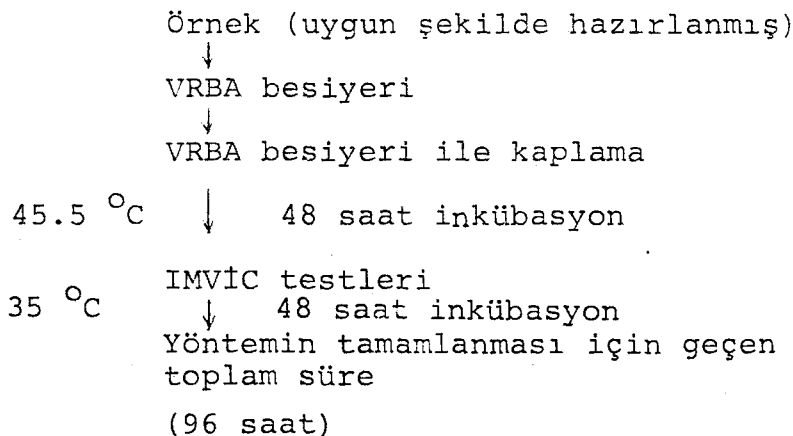 Örnek (uygun şekilde hazırlanmış)
↓
VRBA besiyeri
↓
VRBA besiyeri ile kaplama
45.5 °C ↓ 48 saat inkübasyon
IMVİC testleri
35 °C ↓ 48 saat inkübasyon
Yöntemin tamamlanması için geçen
toplam süre
(96 saat)